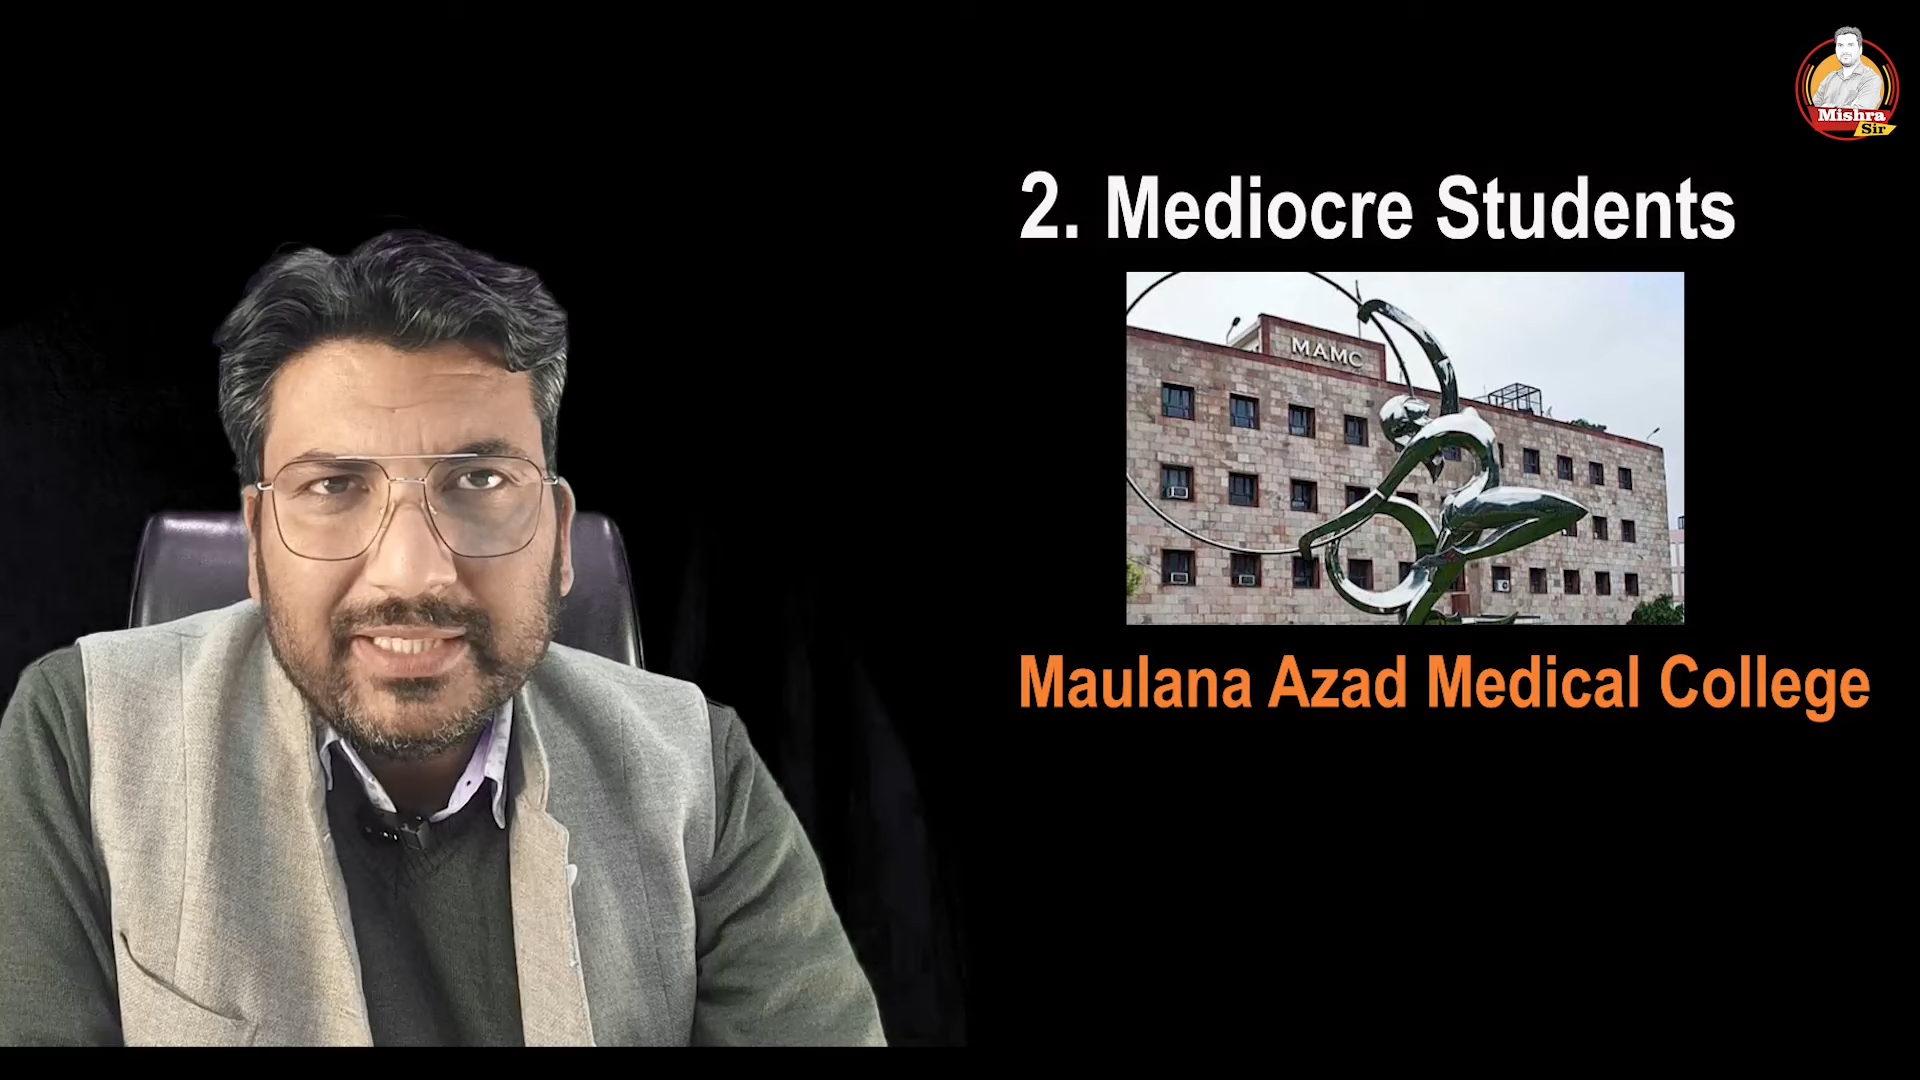 Mishra
Sir
2. Mediocre Students
MAMC
Maulana Azad Medical College